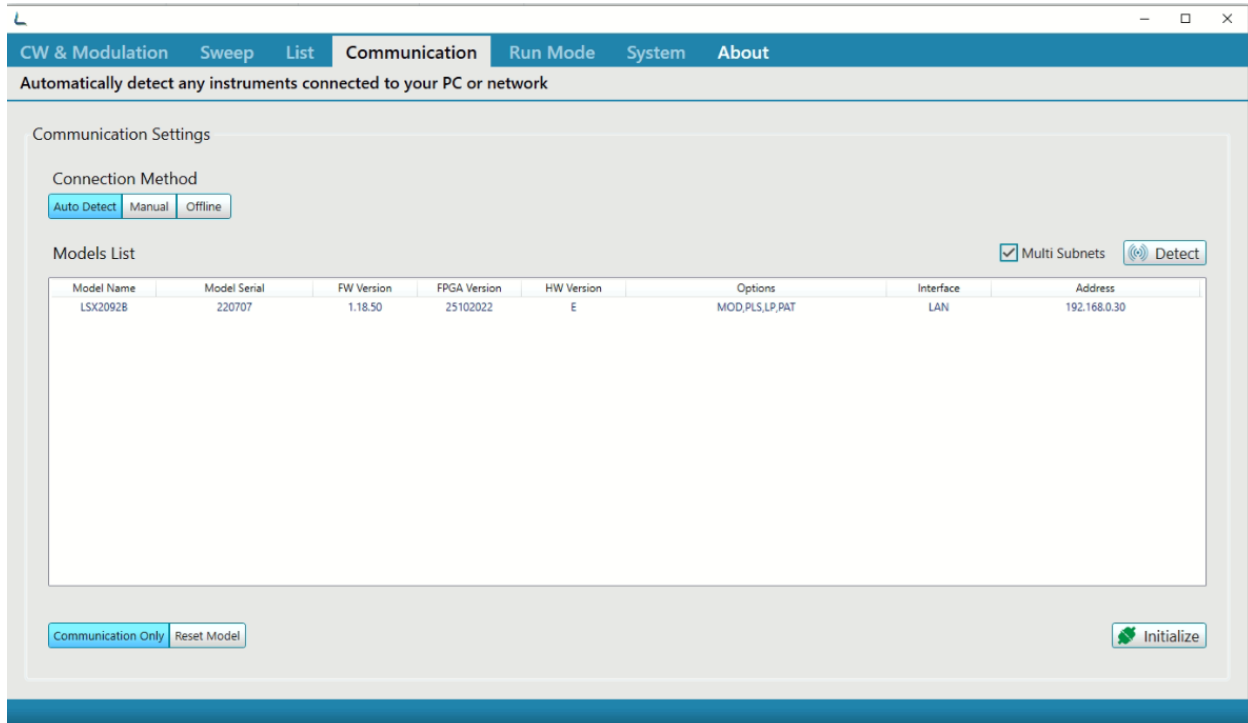 CW & Modulation Sweep List Communication Run Mode System About
Automatically detect any instruments connected to your PC or network
Communication Settings
Connection Method
Auto Detect Manual Offline
Models List Multi Subnets Detect
Model Name Model Serial FW Version FPGA Version HW Version Options Interface Address
LSX2092B 220707 1.18.50 25102022 E MOD,PLS,LP,PAT LAN 192.168.0.30
Communication Only Reset Model Initialize